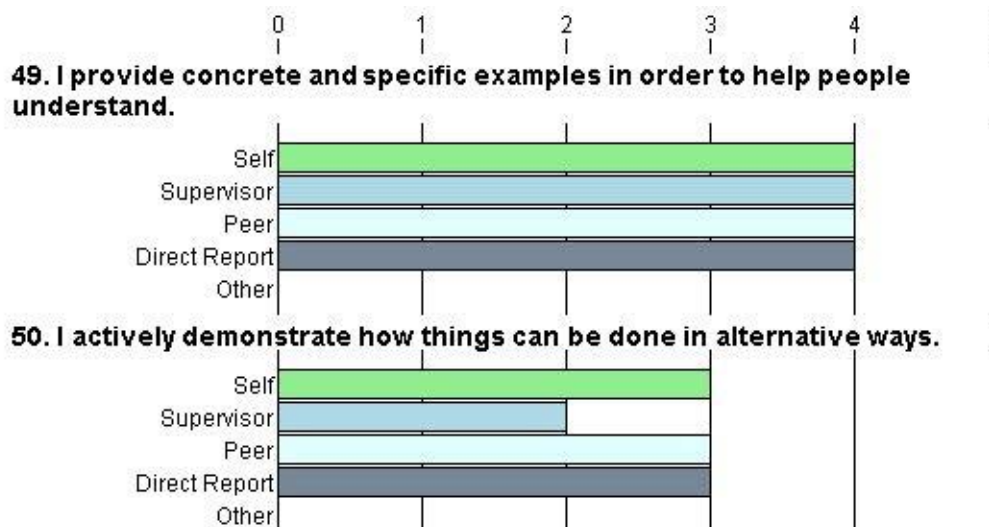 0 1 2 3 4
49. I provide concrete and specific examples in order to help people
understand.
Self
Supervisor
Peer
Direct Report
Other
50. I actively demonstrate how things can be done in alternative ways.
Self
Supervisor
Peer
Direct Report
Other